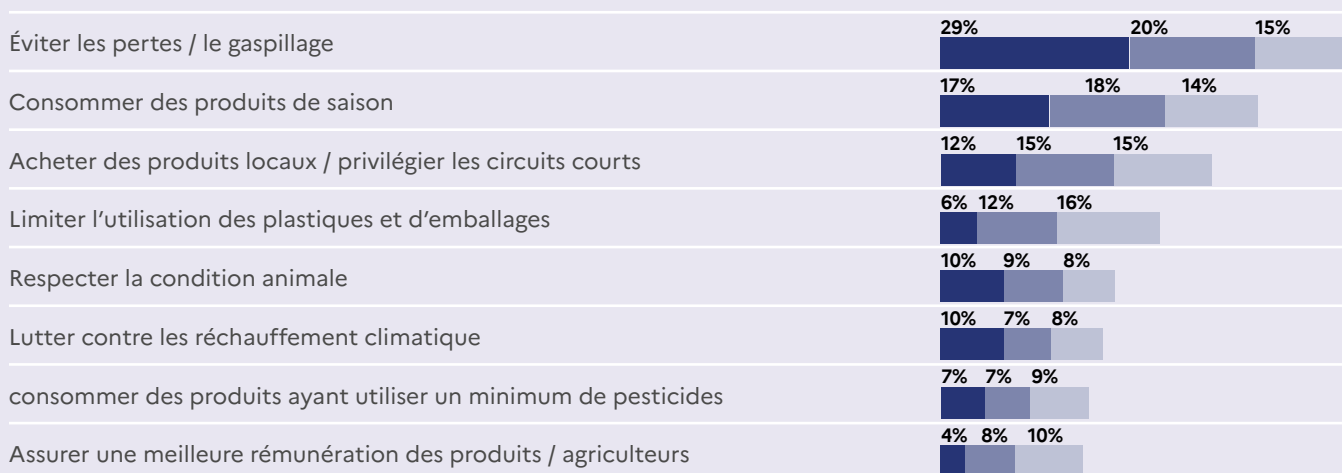 Éviter les pertes / le gaspillage
29% 20% 15%
Consommer des produits de saison
17% 18% 14%
Acheter des produits locaux / privilégier les circuits courts
12% 15% 15%
Limiter l'utilisation des plastiques et d'emballages
6% 12% 16%
Respecter la condition animale
10% 9% 8%
Lutter contre les réchauffement climatique
10% 7% 8%
consommer des produits ayant utiliser un minimum de pesticides
7% 7% 9%
Assurer une meilleure rémunération des produits / agriculteurs
4% 8% 10%